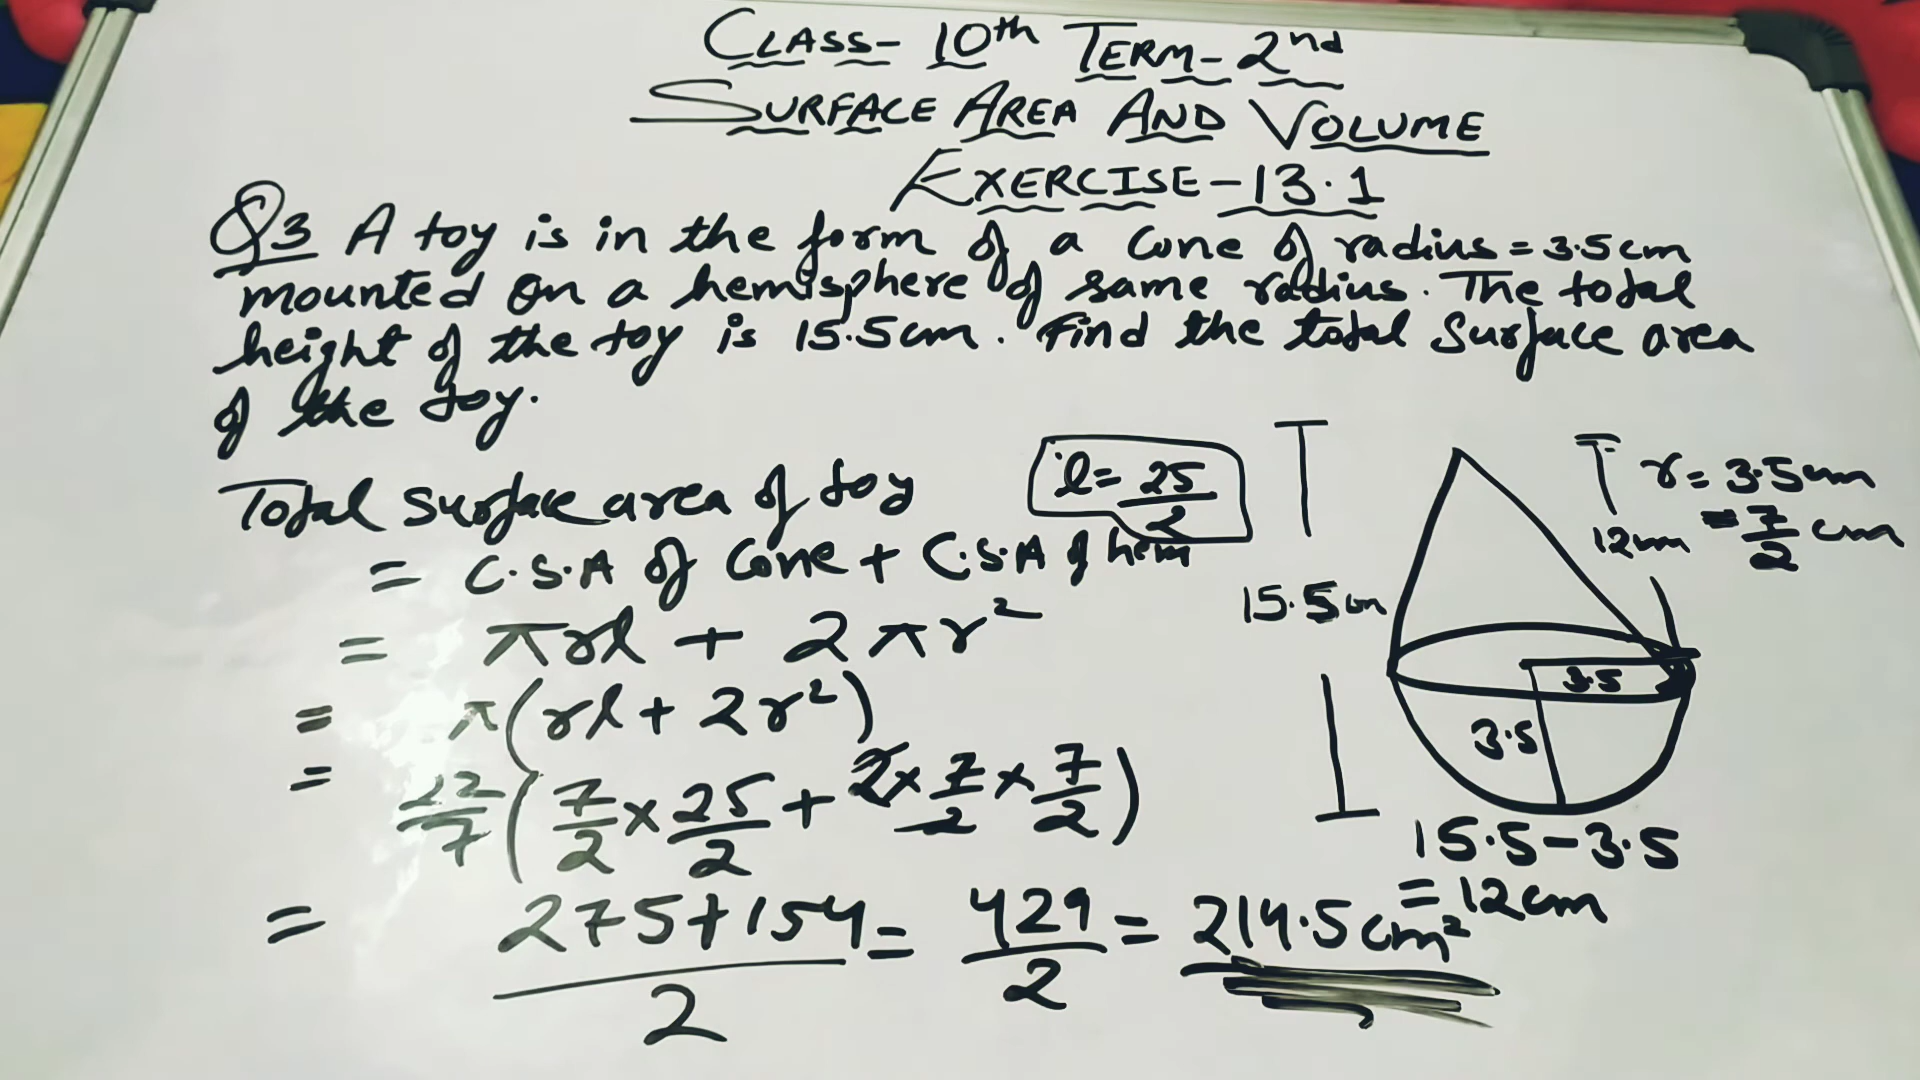 CLASS- 10th TERM- 2nd
SURFACE AREA AND VOLUME
EXERCISE-13.1
Q3 A toy is in the form of a cone of radius = 3.5cm
mounted on a hemisphere of same radius. The total
height of the toy is 15.5cm. Find the total surface area
of the toy.
Total surface area of toy
= C.S.A of Cone + C.S.A of hem
= πrl + 2πr²
= π(rl + 2r²)
= 22/7 (7/2 × 25/2 + 2 × 7/2 × 7/2)
= 275+154/2 = 429/2 = 214.5cm²
l = 25/2
15.5cm
12cm
r = 3.5cm
= 7/2 cm
3.5
3.5
15.5-3.5
= 12cm